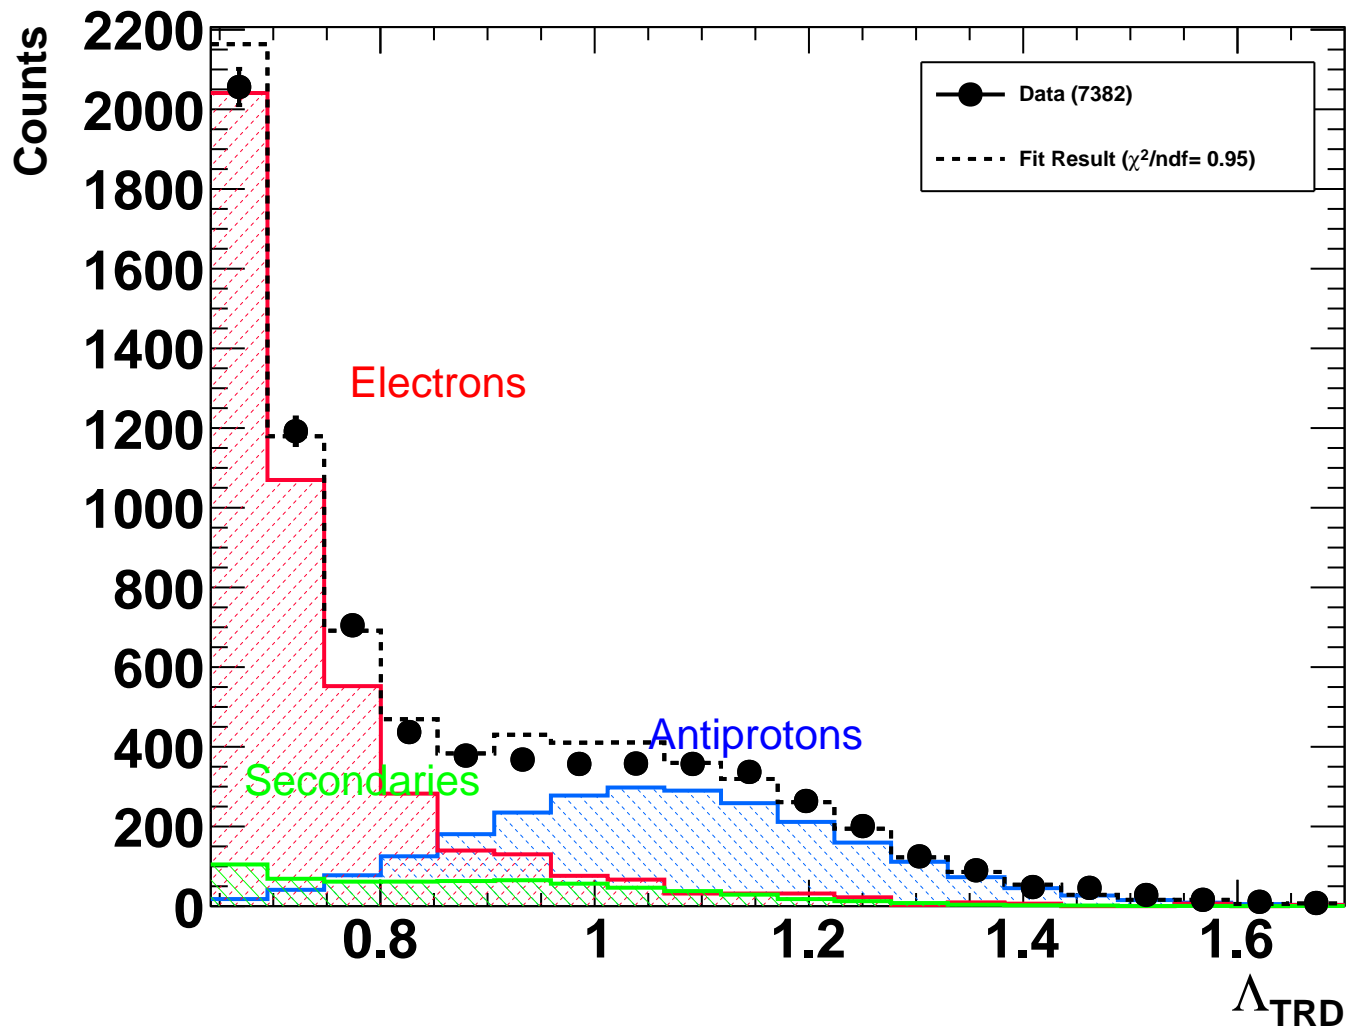 Counts
2200
2000
1800
1600
1400
1200
1000
800
600
400
200
0
Data (7382)
Fit Result (χ²/ndf= 0.95)
Electrons
Antiprotons
Secondaries
0.8 1 1.2 1.4 1.6
Λ_TRD